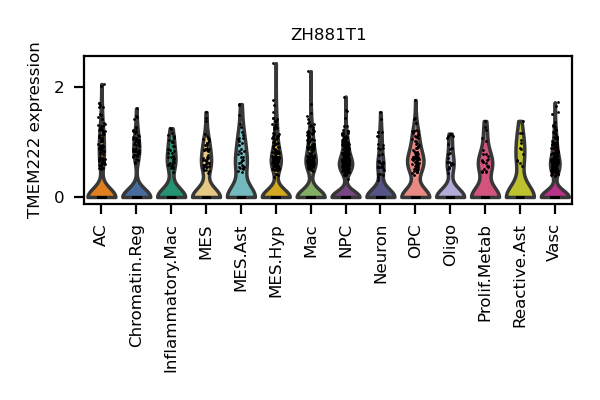 ZH881T1
TMEM222 expression
2
0
AC
Chromatin.Reg
Inflammatory.Mac
MES
MES.Ast
MES.Hyp
Mac
NPC
Neuron
OPC
Oligo
Prolif.Metab
Reactive.Ast
Vasc